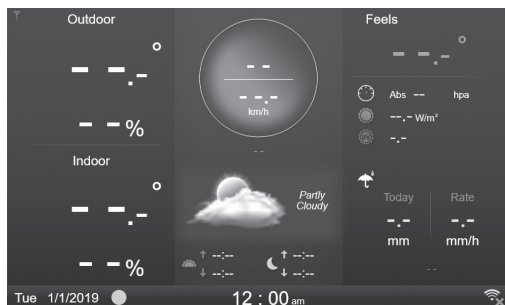 Outdoor
-- --.-°
-- -- %
Indoor
-- --.-°
-- -- %
-- --
-- --.-
km/h
--
Partly
Cloudy
↑ --:--
↓ --:--
↑ --:--
↓ --:--
Feels
-- --.-°
Abs -- hpa
--.- W/m²
UV
-.-
Today
-.-
mm
Rate
-.-
mm/h
--
Tue 1/1/2019
12 : 00 am